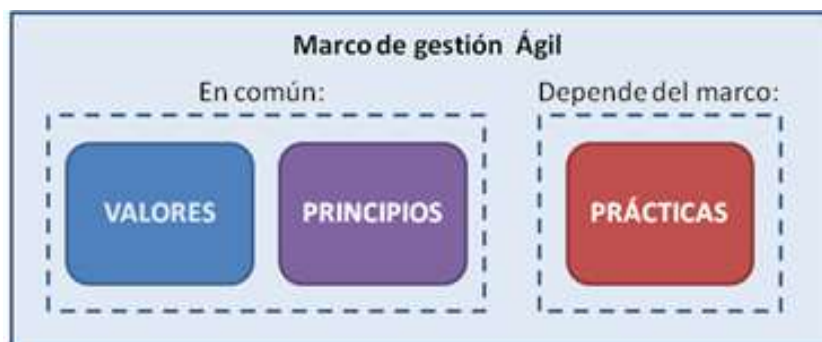 Marco de gestión Ágil
En común:
Depende del marco:
VALORES
PRINCIPIOS
PRÁCTICAS